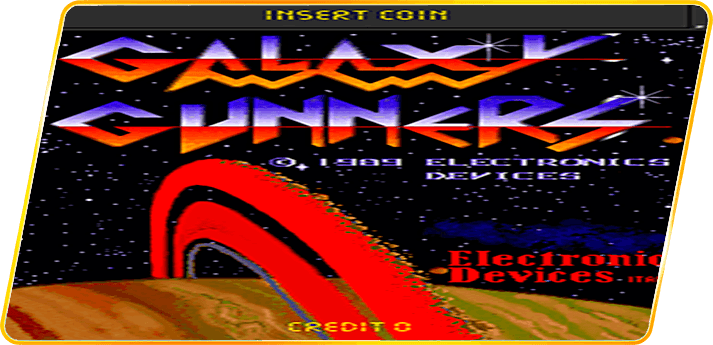 INSERT COIN
GALAXY
GUNNERS
© 1989 ELECTRONICS
DEVICES
Electronic
Devices
CREDIT 0